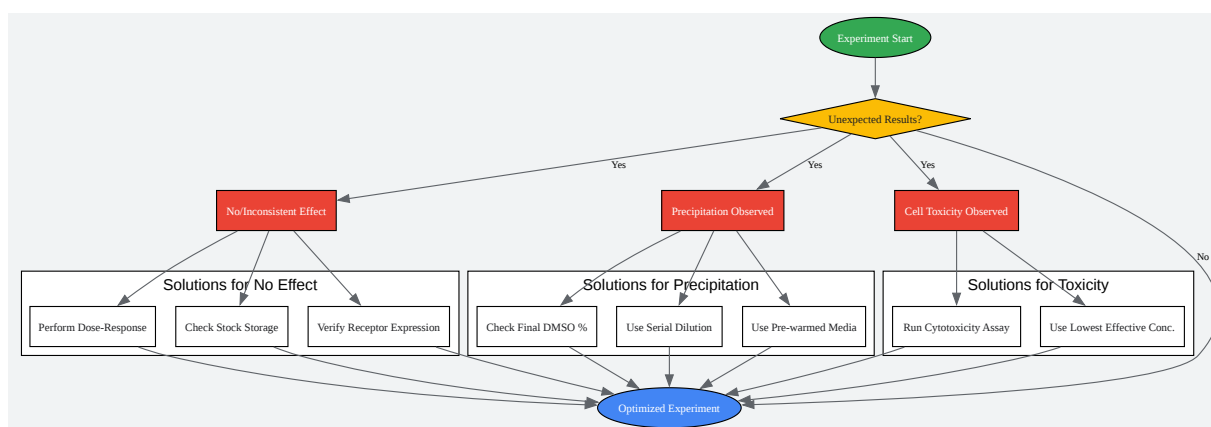 Experiment Start
Unexpected Results?
Yes
Yes
Yes
No/Inconsistent Effect
Precipitation Observed
Cell Toxicity Observed
No
Solutions for No Effect
Solutions for Precipitation
Solutions for Toxicity
Perform Dose-Response
Check Stock Storage
Verify Receptor Expression
Check Final DMSO %
Use Serial Dilution
Use Pre-warmed Media
Run Cytotoxicity Assay
Use Lowest Effective Conc.
Optimized Experiment